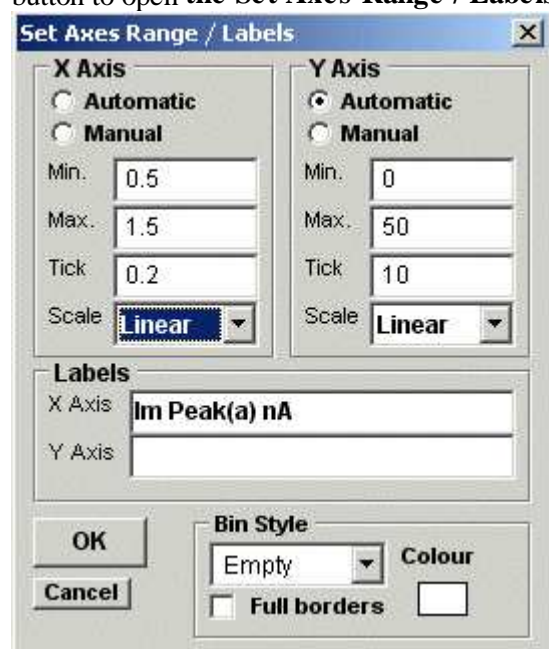 button to open the Set Axes Range / Labels
Set Axes Range / Labels
X Axis
Automatic
Manual
Min. 0.5
Max. 1.5
Tick 0.2
Scale Linear
Y Axis
Automatic
Manual
Min. 0
Max. 50
Tick 10
Scale Linear
Labels
X Axis Im Peak(a) nA
Y Axis
OK
Cancel
Bin Style
Empty
Colour
Full borders